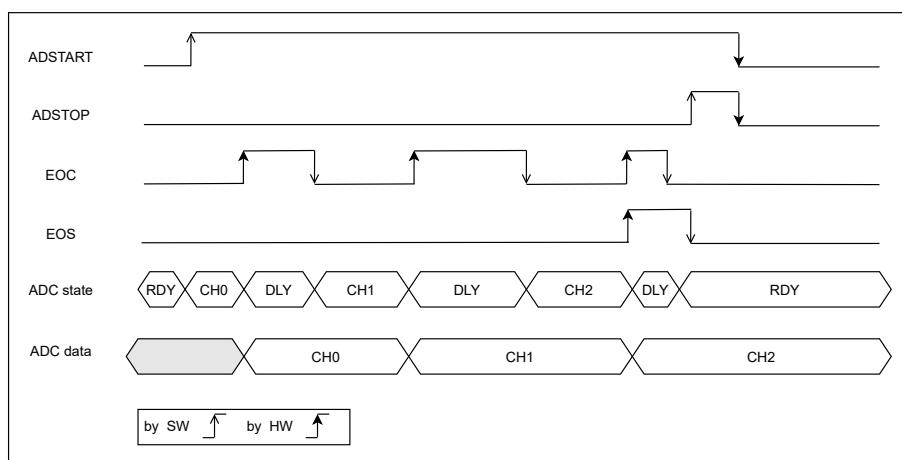 ADSTART
ADSTOP
EOC
EOS
ADC state RDY CH0 DLY CH1 DLY CH2 DLY RDY
ADC data CH0 CH1 CH2
by SW by HW